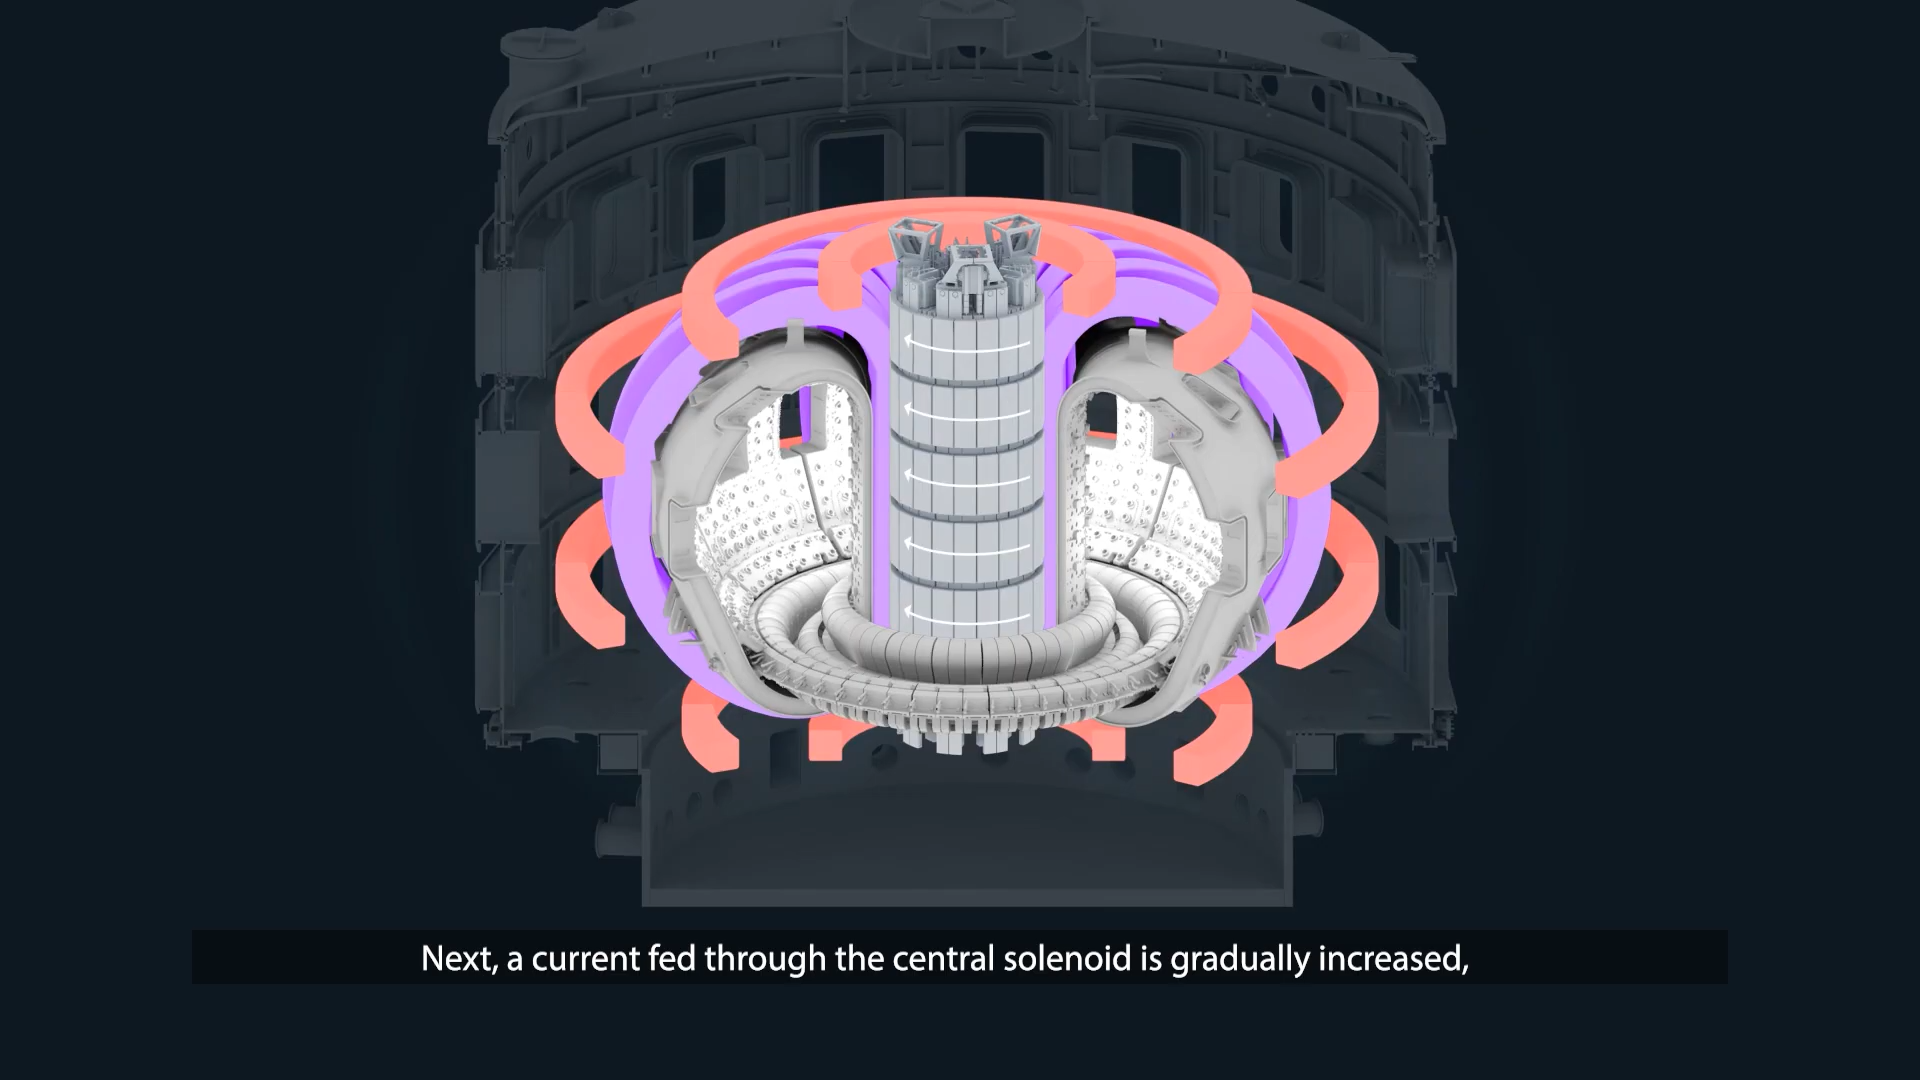 Next, a current fed through the central solenoid is gradually increased,